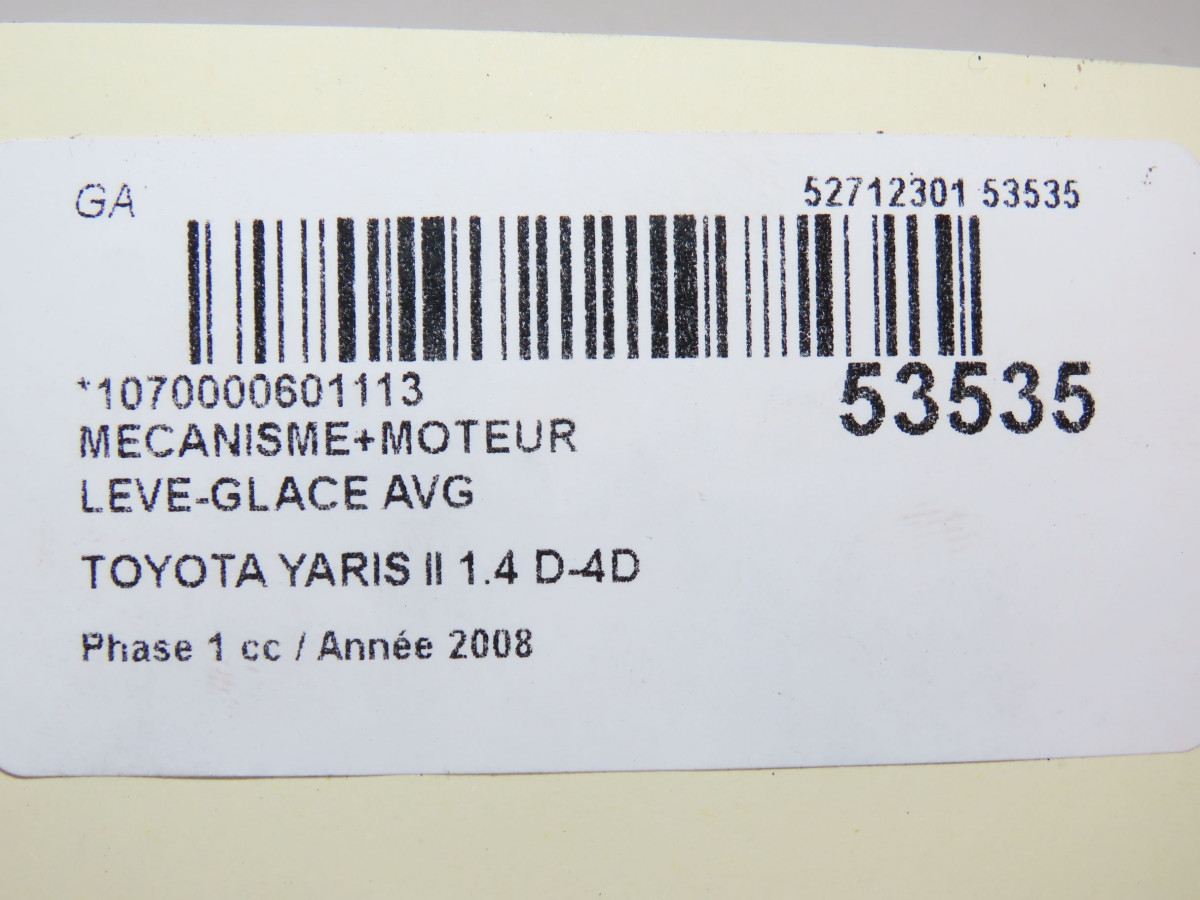 GA
52712301 53535
*1070000601113
53535
MECANISME+MOTEUR
LEVE-GLACE AVG
TOYOTA YARIS II 1.4 D-4D
Phase 1 cc / Année 2008